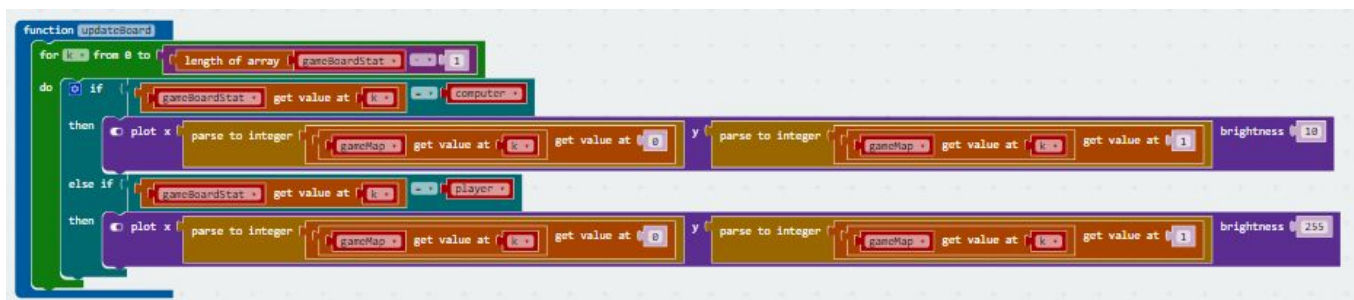 function updateBoard
for k from 0 to length of array gameBoardStat - 1
do if gameBoardStat get value at k = computer
then plot x parse to integer gameMap get value at k get value at 0 y parse to integer gameMap get value at k get value at 1 brightness 10
else if gameBoardStat get value at k = player
then plot x parse to integer gameMap get value at k get value at 0 y parse to integer gameMap get value at k get value at 1 brightness 255